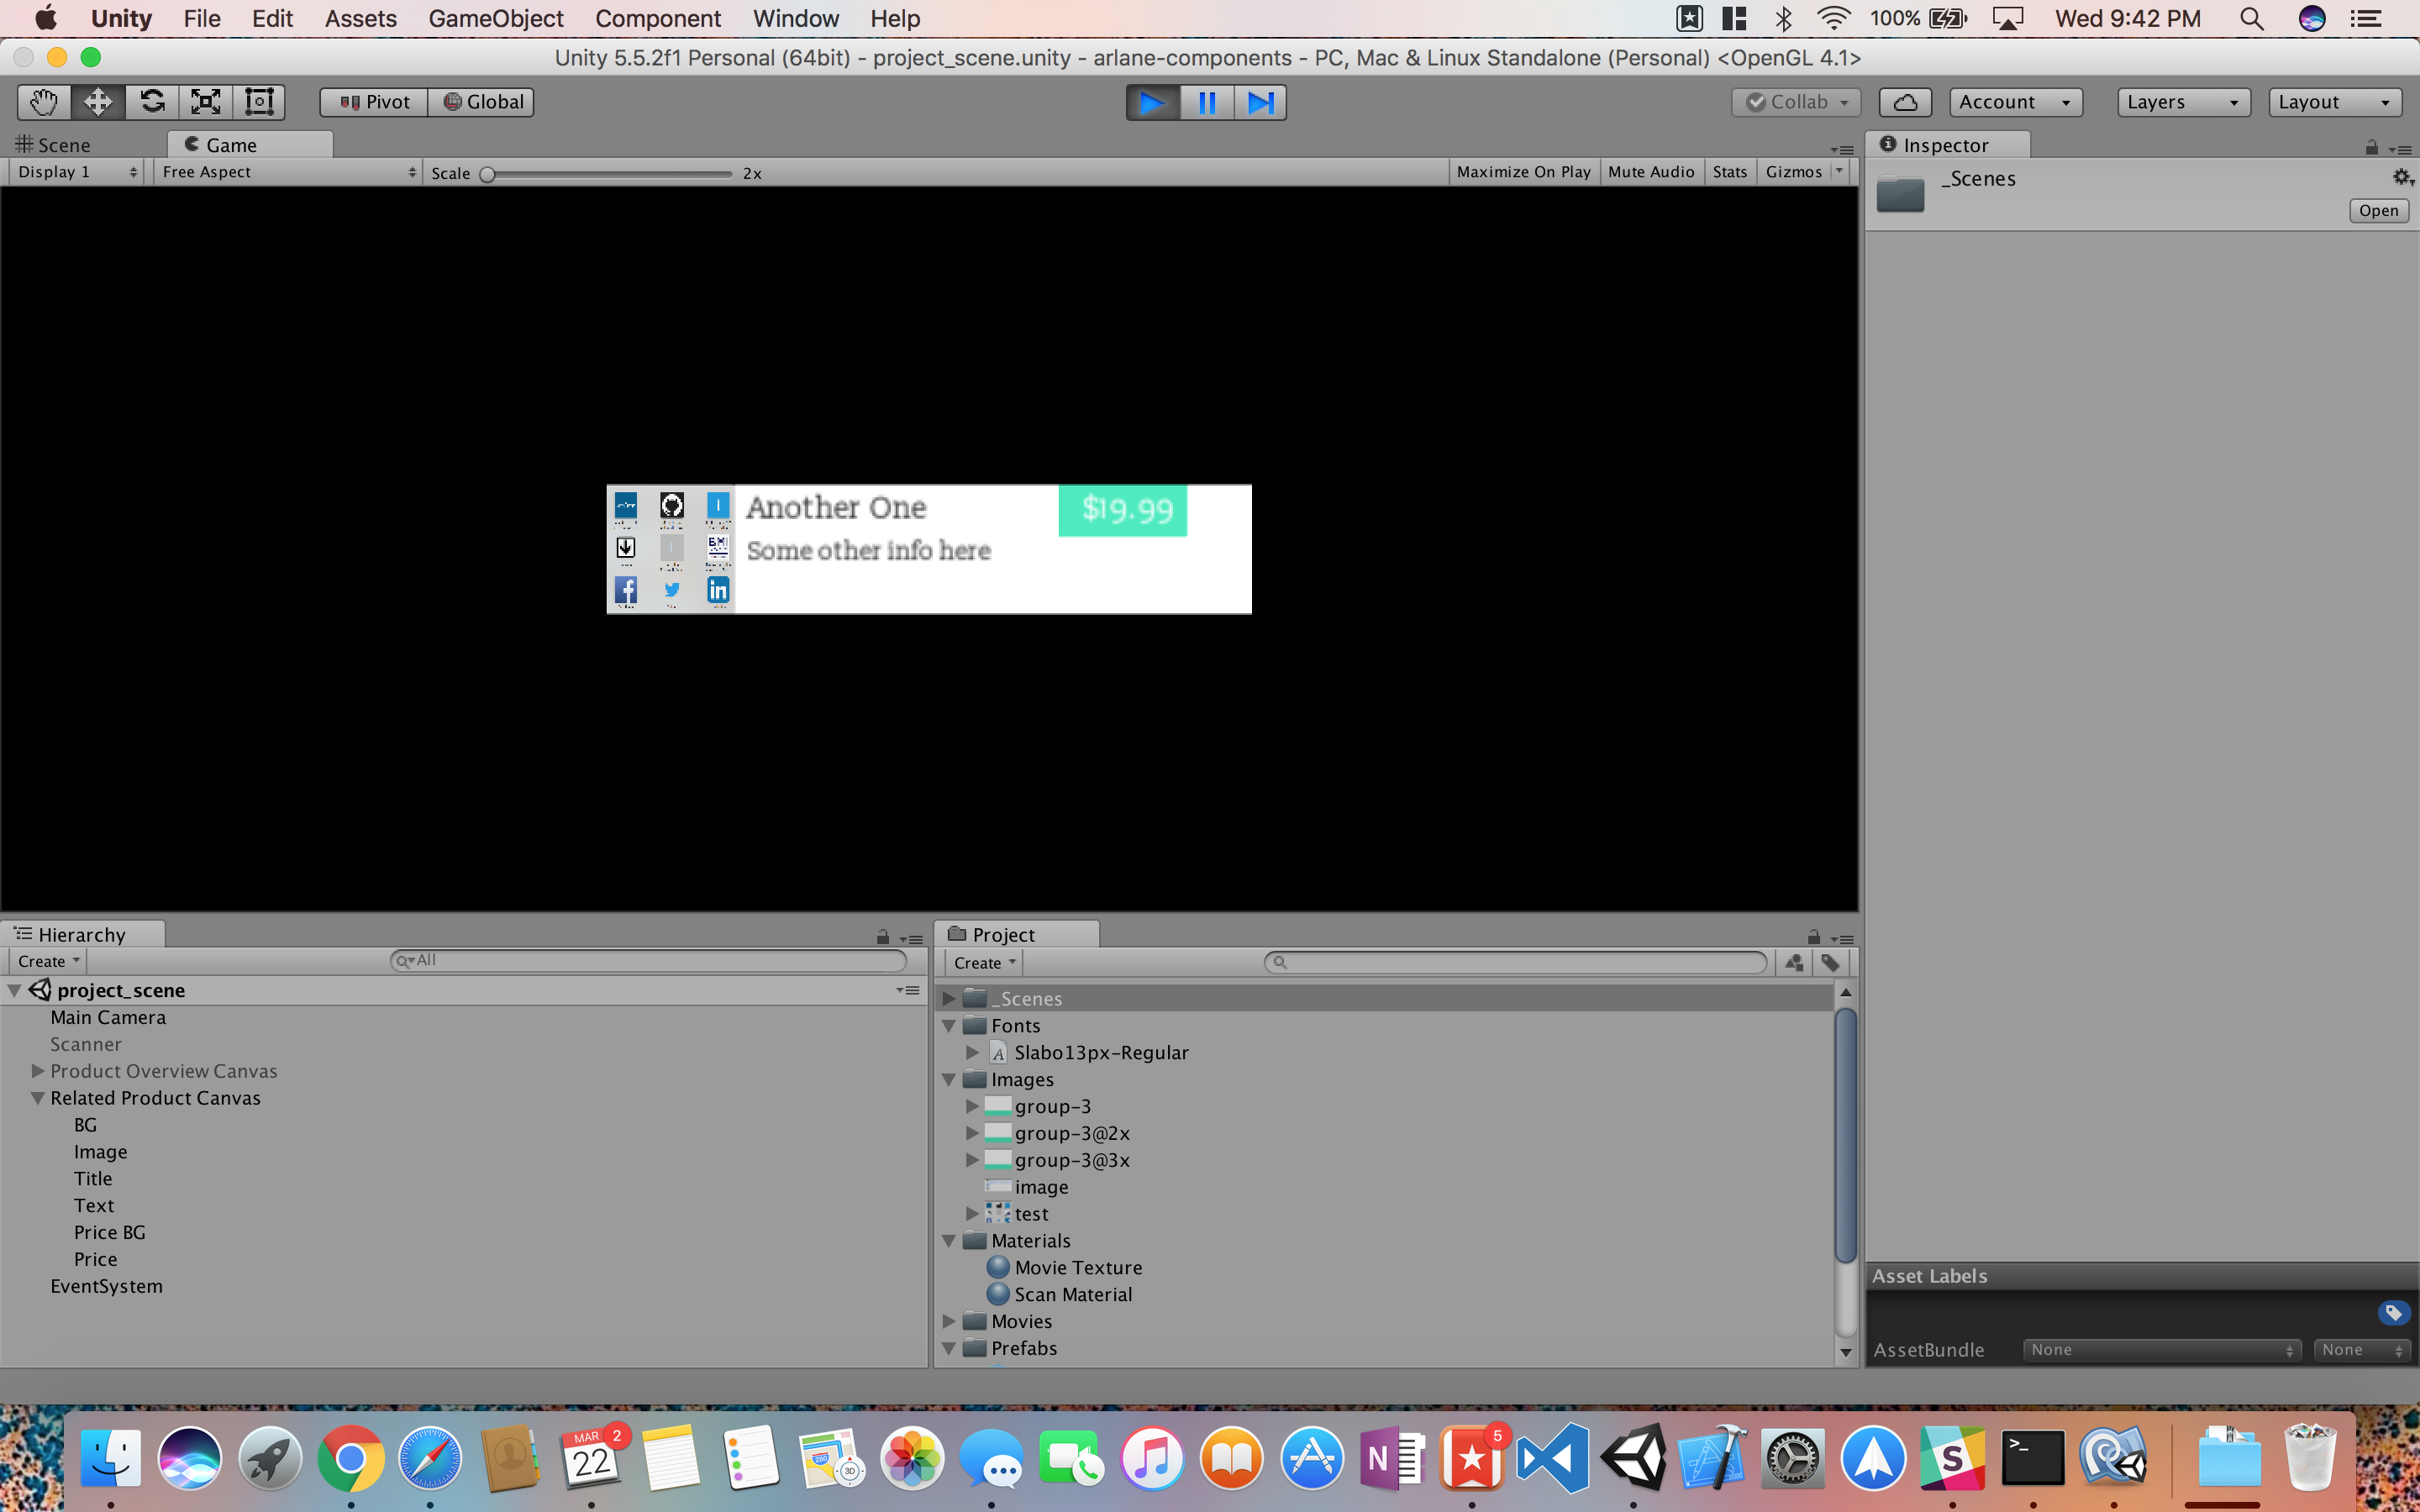 Unity File Edit Assets GameObject Component Window Help 100% Wed 9:42 PM
Unity 5.5.2f1 Personal (64bit) - project_scene.unity - arlane-components - PC, Mac & Linux Standalone (Personal) <OpenGL 4.1>
Pivot Global Collab Account Layers Layout
Scene Game
Display 1 Free Aspect Scale 2x Maximize On Play Mute Audio Stats Gizmos
Inspector
_Scenes
Open
Another One
$19.99
Some other info here
Hierarchy
Create All
project_scene
Main Camera
Scanner
Product Overview Canvas
Related Product Canvas
BG
Image
Title
Text
Price BG
Price
EventSystem
Project
Create
_Scenes
Fonts
Slabo13px-Regular
Images
group-3
group-3@2x
group-3@3x
image
test
Materials
Movie Texture
Scan Material
Movies
Prefabs
Asset Labels
AssetBundle None None
MAR
22
2
280
3D
N
5
S
>_